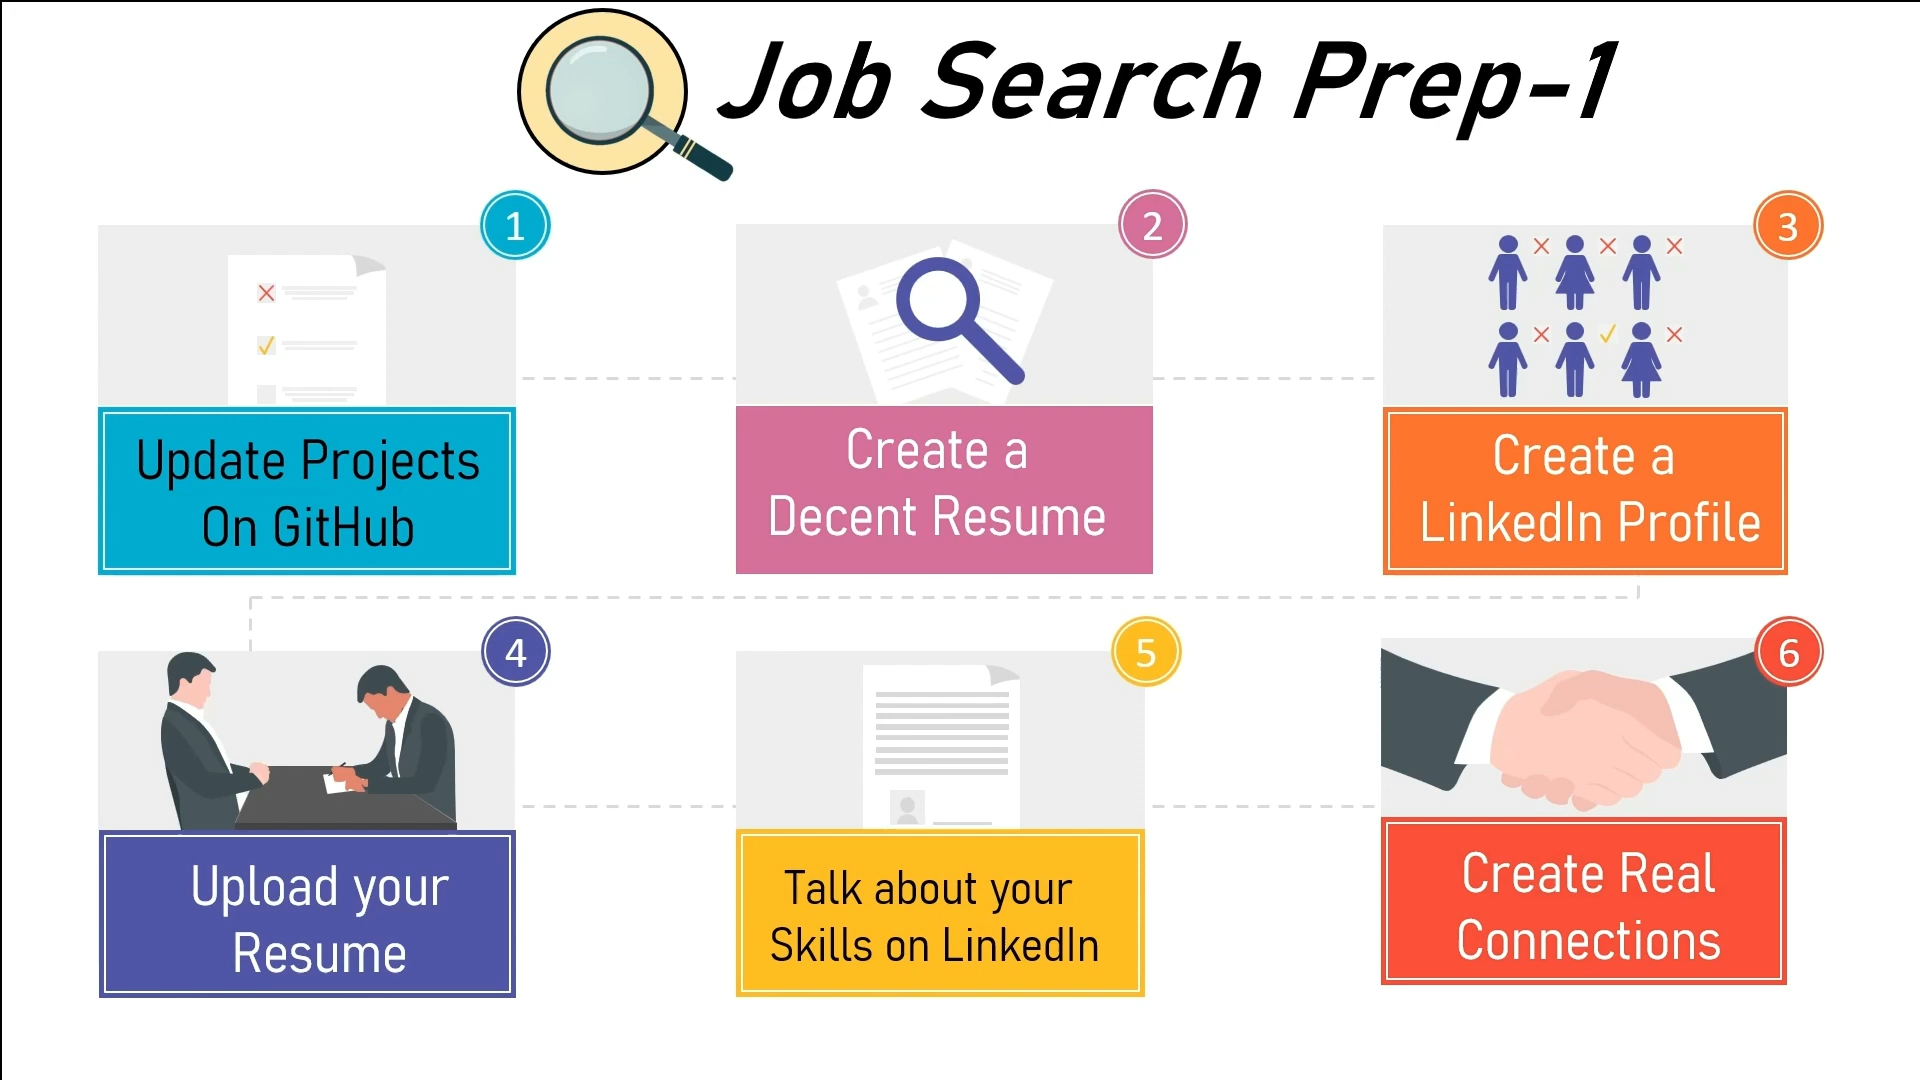 Job Search Prep-1
1
Update Projects
On GitHub
2
Create a
Decent Resume
3
Create a
LinkedIn Profile
4
Upload your
Resume
5
Talk about your
Skills on LinkedIn
6
Create Real
Connections